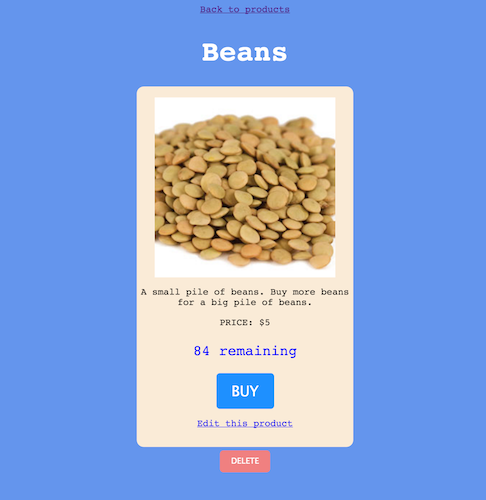 Back to products
Beans
A small pile of beans. Buy more beans
for a big pile of beans.
PRICE: $5
84 remaining
BUY
Edit this product
DELETE